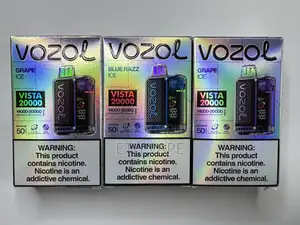 VOZOL
GRAPE
ICE
VISTA
20000
50
WARNING:
This product
contains nicotine.
Nicotine is an
addictive chemical.
VOZOL
BLUE RAZZ
ICE
VISTA
20000
50
WARNING:
This product
contains nicotine.
Nicotine is an
addictive chemical.
VOZOL
GRAPE
ICE
VISTA
20000
50
WARNING:
This product
contains nicotine.
Nicotine is an
addictive chemical.